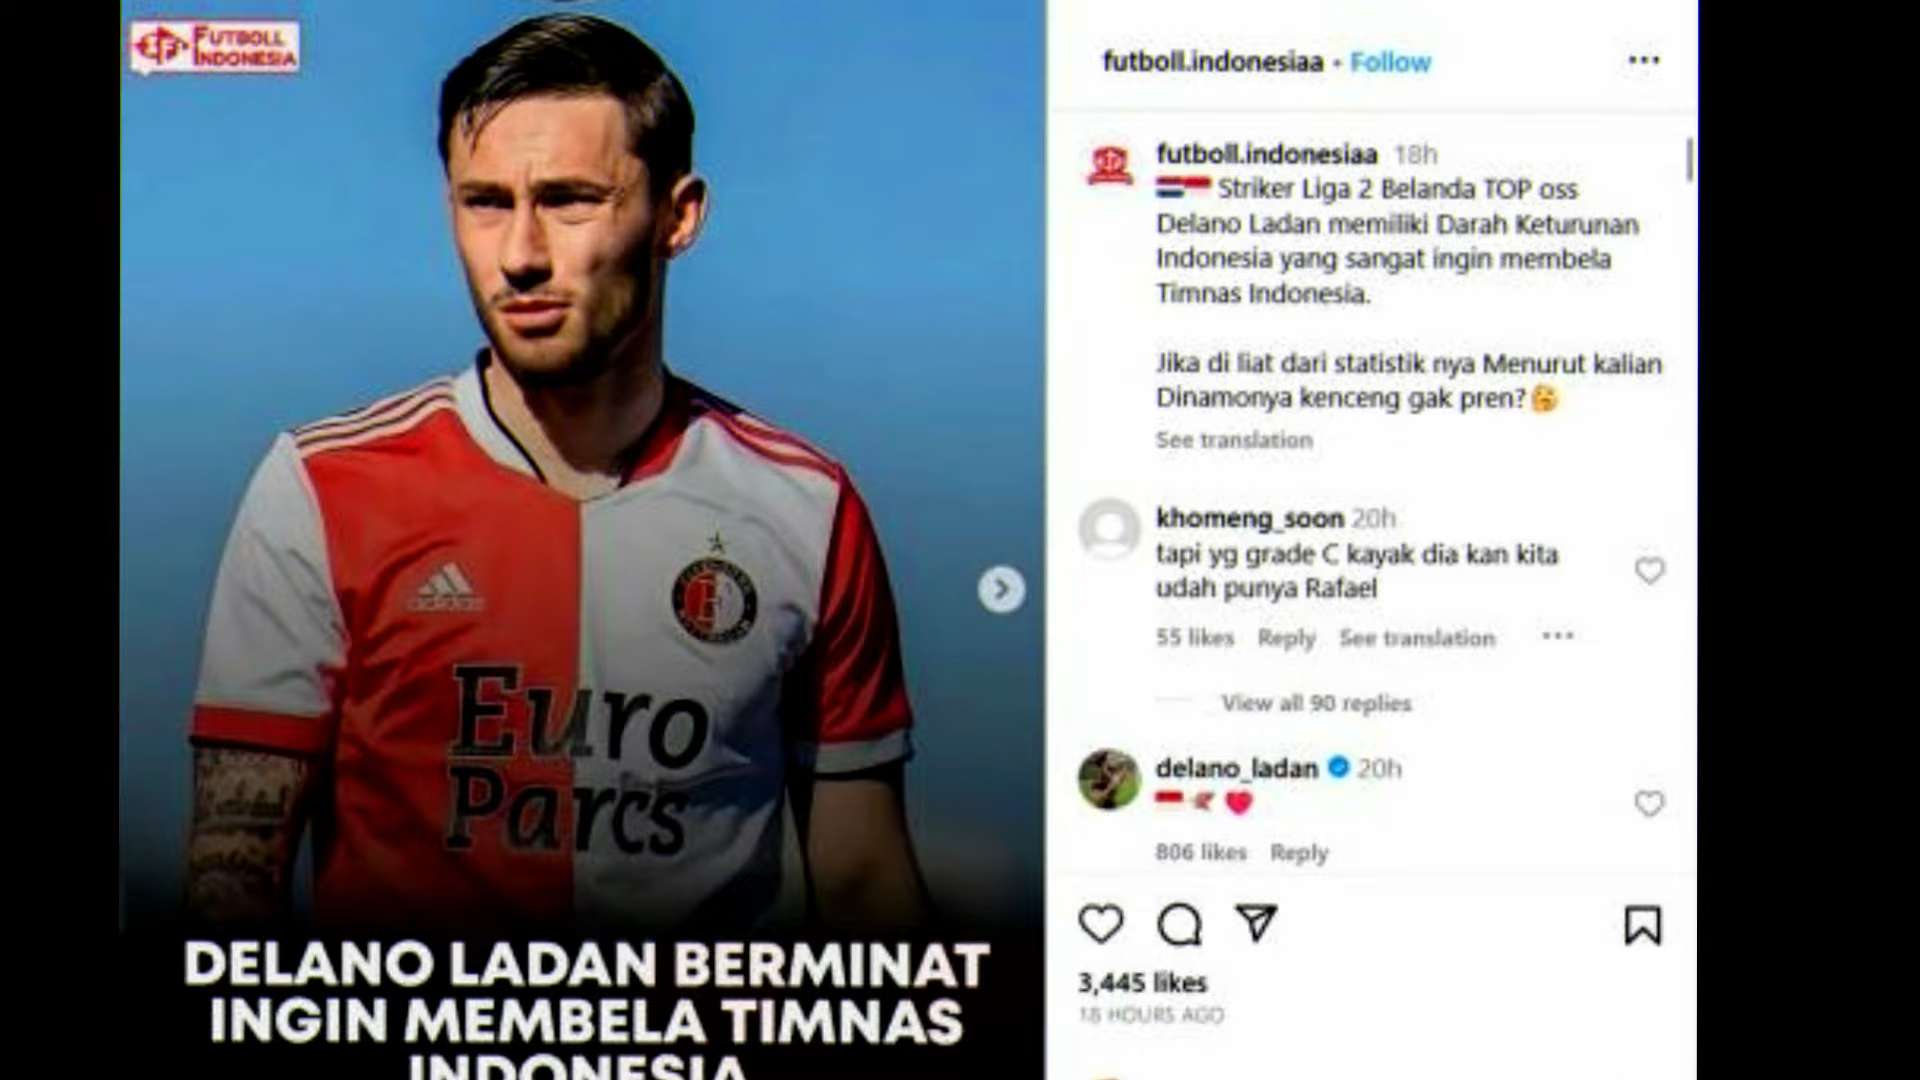 FUTBOLL
INDONESIA
Euro
Parcs
DELANO LADAN BERMINAT
INGIN MEMBELA TIMNAS
INDONESIA
futboll.indonesiaa • Follow
futboll.indonesiaa 18h
Striker Liga 2 Belanda TOP oss
Delano Ladan memiliki Darah Keturunan
Indonesia yang sangat ingin membela
Timnas Indonesia.
Jika di liat dari statistik nya Menurut kalian
Dinamonya kenceng gak pren?🤔
See translation
khomeng_soon 20h
tapi yg grade C kayak dia kan kita
udah punya Rafael
55 likes Reply See translation
View all 90 replies
delano_ladan 20h
806 likes Reply
3,445 likes
18 HOURS AGO